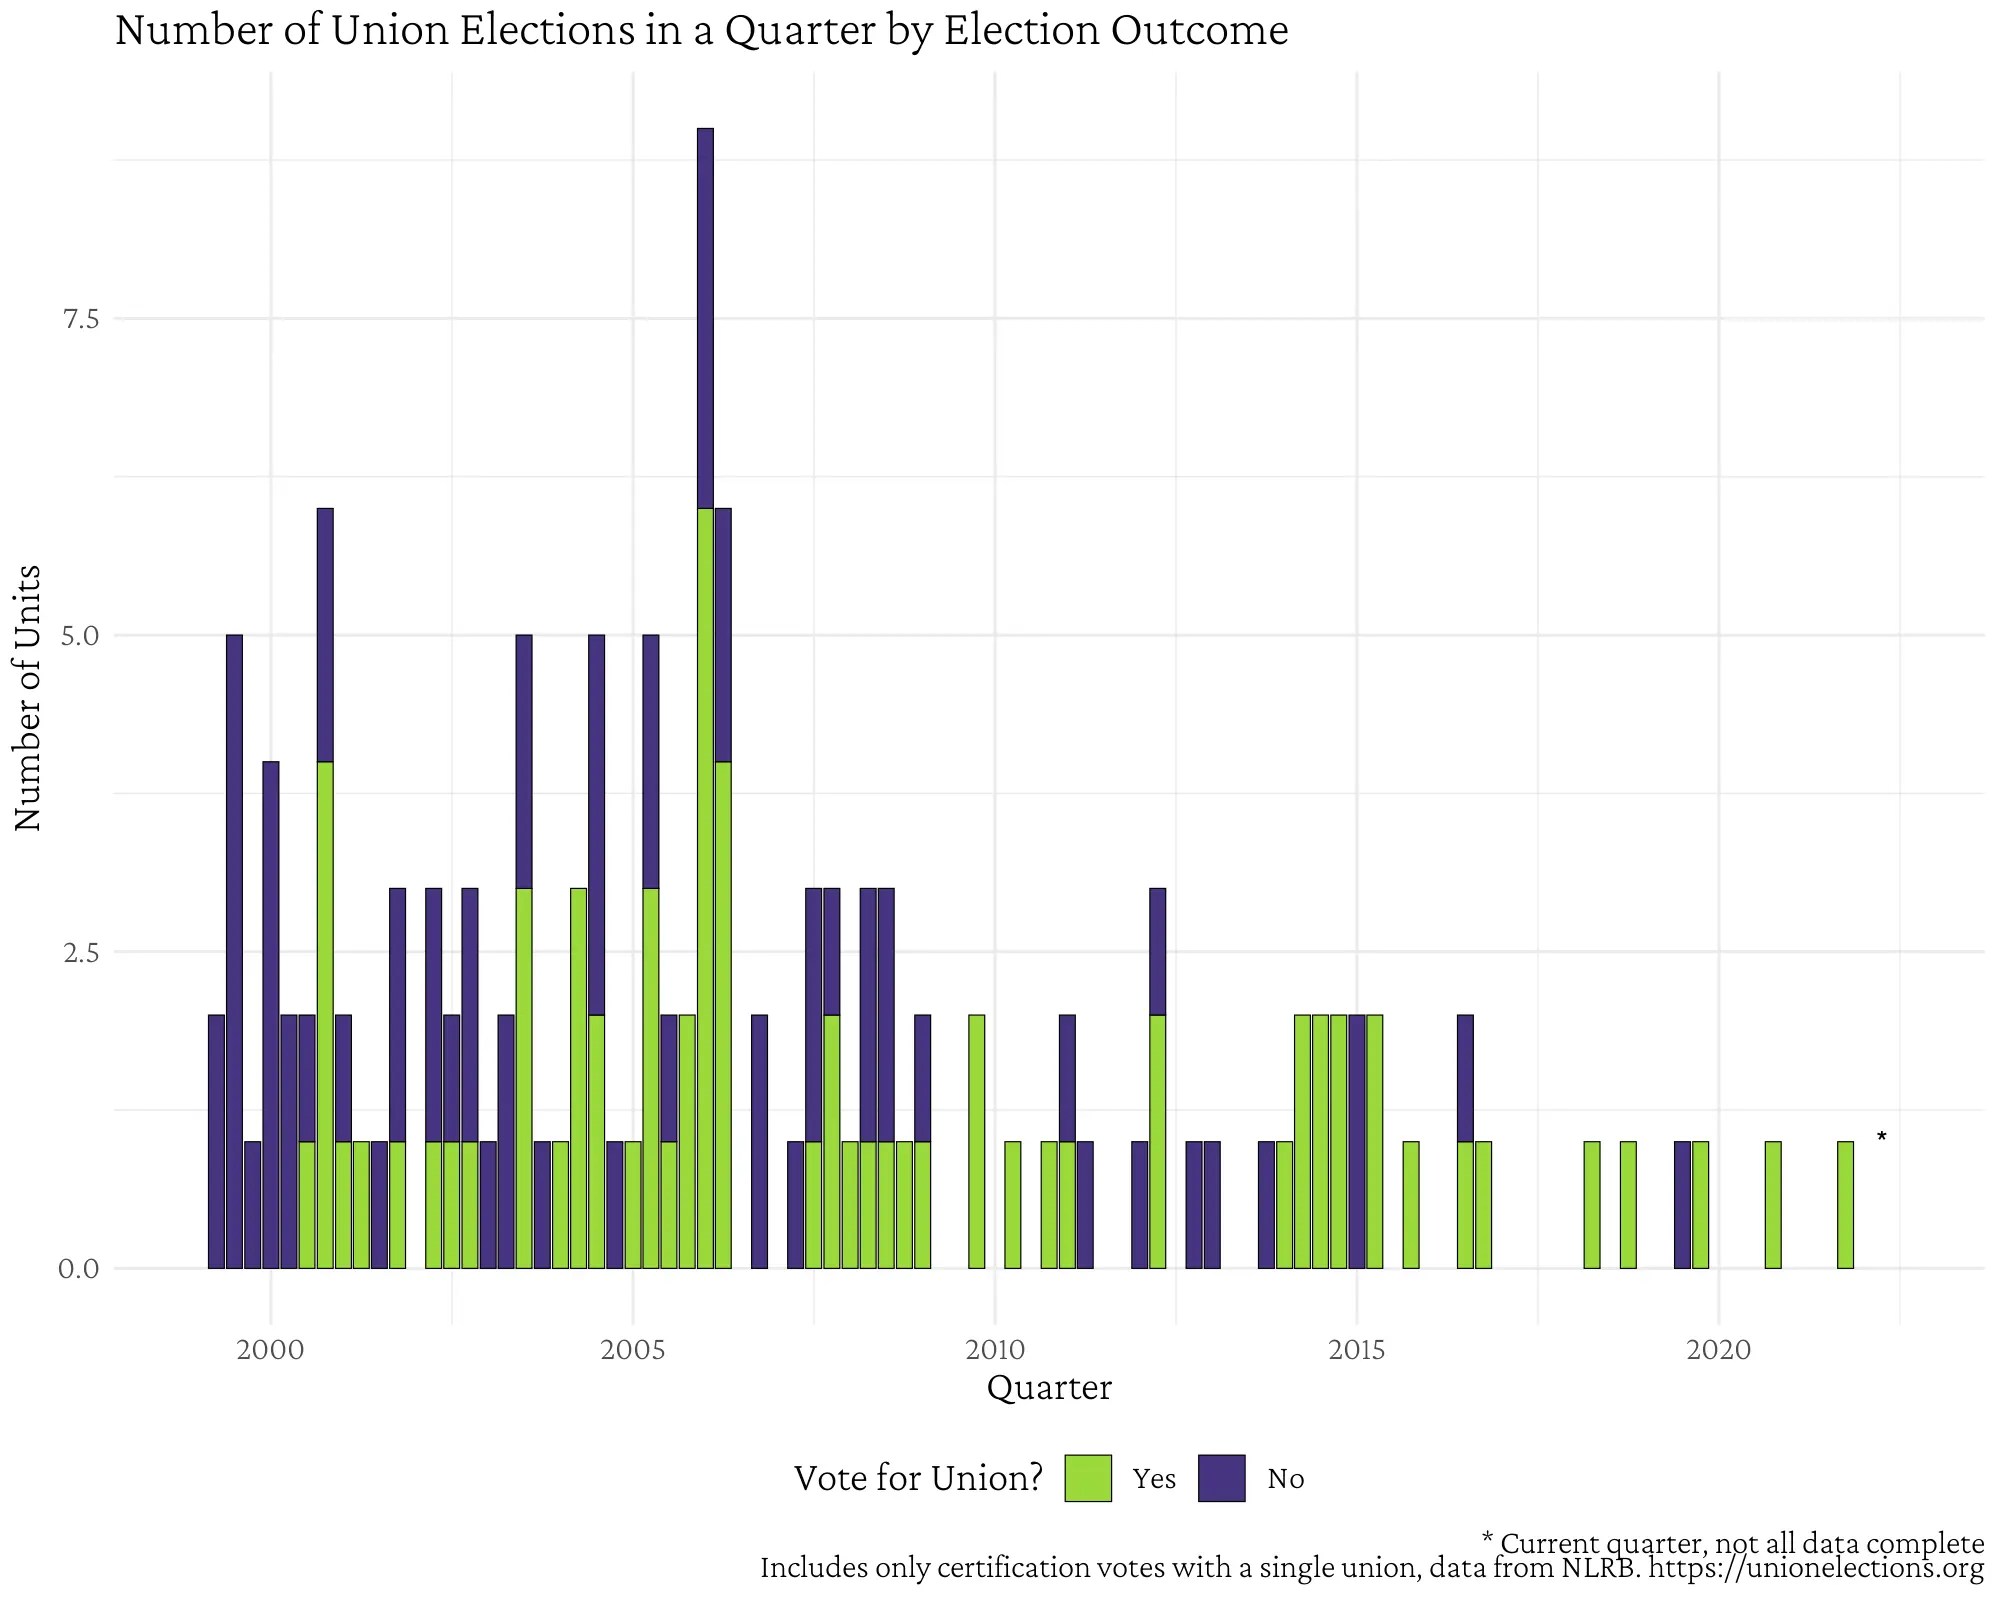 Number of Union Elections in a Quarter by Election Outcome
Number of Units
7.5
5.0
2.5
0.0
*
2000 2005 2010 2015 2020
Quarter
Vote for Union? Yes No
* Current quarter, not all data complete
Includes only certification votes with a single union, data from NLRB. https://unionelections.org